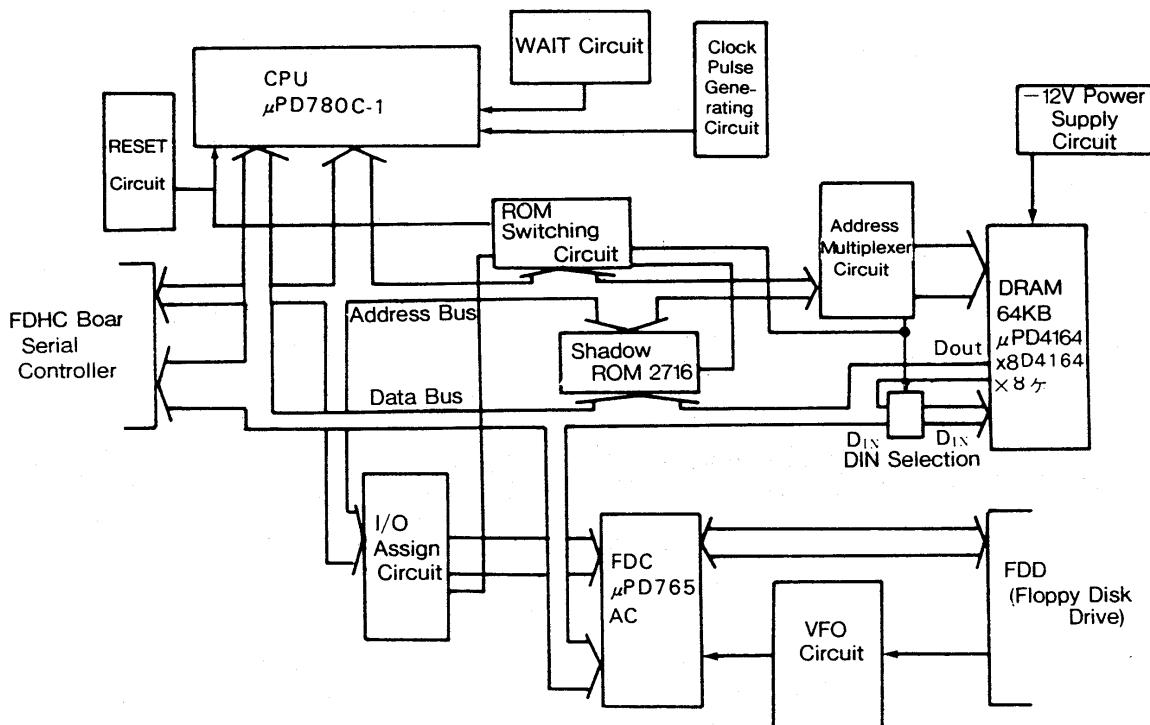 WAIT Circuit
Clock
Pulse
Gene-
rating
Circuit
CPU
μPD780C-1
−12V Power
Supply
Circuit
RESET
Circuit
ROM
Switching
Circuit
Address
Multiplexer
Circuit
FDHC Boar
Serial
Controller
Address Bus
Shadow
ROM 2716
Dout
DRAM
64KB
μPD4164
x8D4164
×8ヶ
Data Bus
DIN
DIN
DIN Selection
I/O
Assign
Circuit
FDC
μPD765
AC
VFO
Circuit
FDD
(Floppy Disk
Drive)